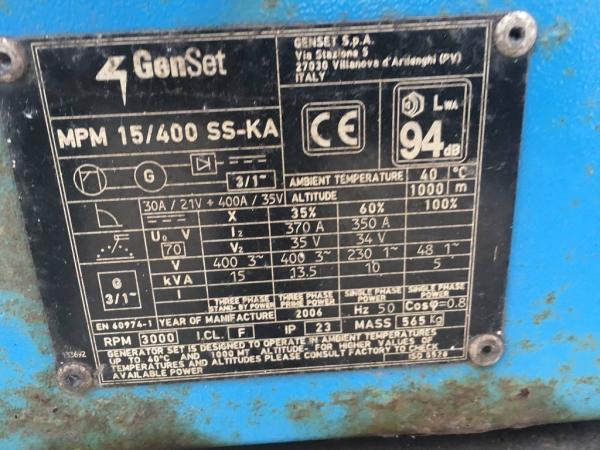 GenSet
GENSET S.p.A.
Via Stazione 5
27030 Villanova d'Ardenghi (PV)
ITALY
MPM 15/400 SS-KA
CE
LWA
94 dB
G
3/1~
AMBIENT TEMPERATURE 40 °C
ALTITUDE 1000 m
30A / 21V ÷ 400A / 35V
X 35% 60% 100%
I2 370 A 350 A
U0 V 70 V2 35 V 34 V
G 3/1~
V 400 3~ 400 3~ 230 1~ 48 1~
kVA 15 13.5 10 5
I
THREE PHASE STAND-BY POWER
THREE PHASE PRIME POWER
SINGLE PHASE POWER
SINGLE PHASE POWER
EN 60974-1 YEAR OF MANIFACTURE 2006 Hz 50 Cosφ=0.8
RPM 3000 I.CL. F IP 23 MASS 565 Kg
GENERATOR SET IS DESIGNED TO OPERATE IN AMBIENT TEMPERATURES
UP TO 40°C AND 1000 MT ALTITUDE- FOR HIGHER VALUES OF
TEMPERATURES AND ALTITUDES PLEASE CONSULT FACTORY TO CHECK
AVAILABLE POWER ISO 8528